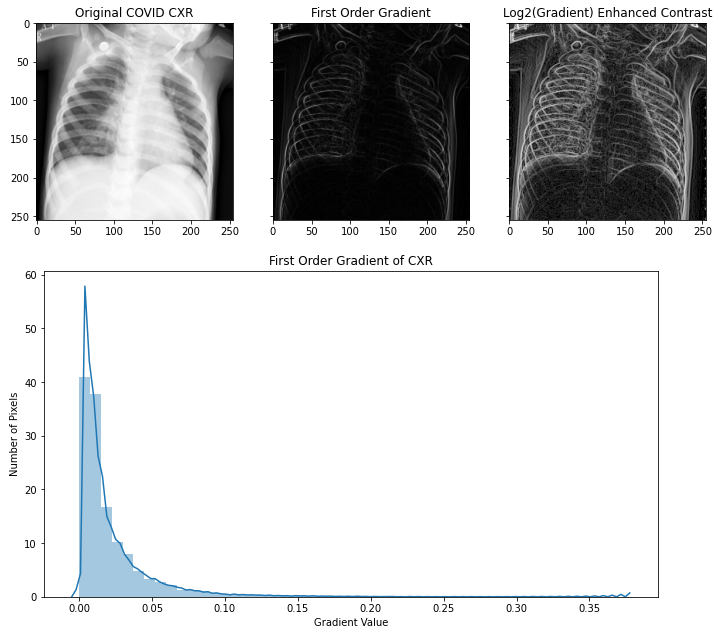 Original COVID CXR
First Order Gradient
Log2(Gradient) Enhanced Contrast
0
50
100
150
200
250
0 50 100 150 200 250
0 50 100 150 200 250
0 50 100 150 200 250
First Order Gradient of CXR
Number of Pixels
60
50
40
30
20
10
0
0.00 0.05 0.10 0.15 0.20 0.25 0.30 0.35
Gradient Value